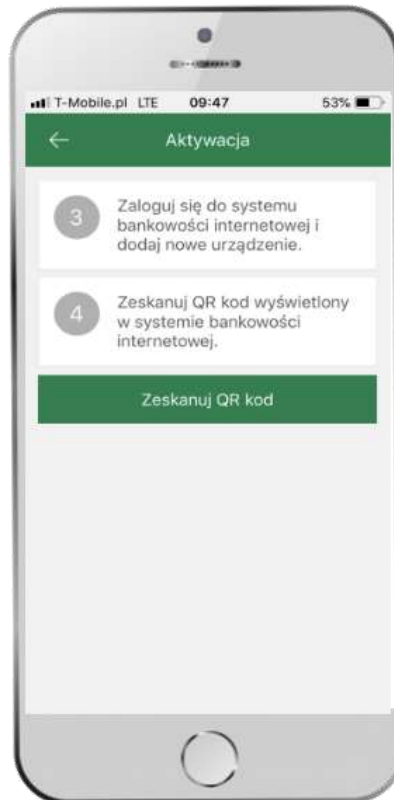 T-Mobile.pl LTE 09:47 53%
Aktywacja
3 Zaloguj się do systemu
bankowości internetowej i
dodaj nowe urządzenie.
4 Zeskanuj QR kod wyświetlony
w systemie bankowości
internetowej.
Zeskanuj QR kod